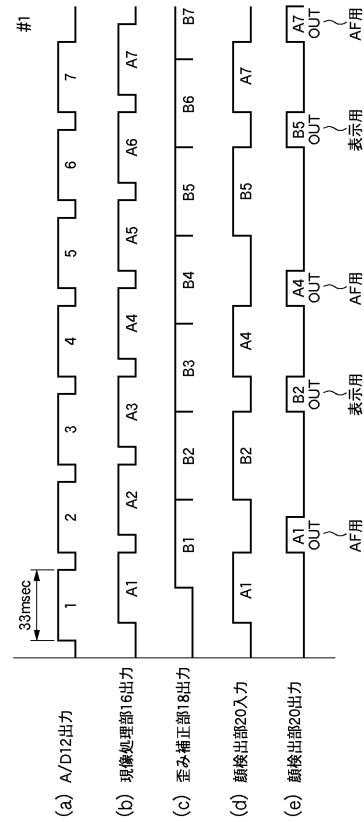 #1
33msec
(a) A/D12出力
1 2 3 4 5 6 7
(b) 現像処理部16出力
A1 A2 A3 A4 A5 A6 A7
(c) 歪み補正部18出力
B1 B2 B3 B4 B5 B6 B7
(d) 顔検出部20入力
A1 B2 A4 B5 A7
(e) 顔検出部20出力
A1 B2 A4 B5 A7
OUT OUT OUT OUT OUT
AF用 表示用 AF用 表示用 AF用